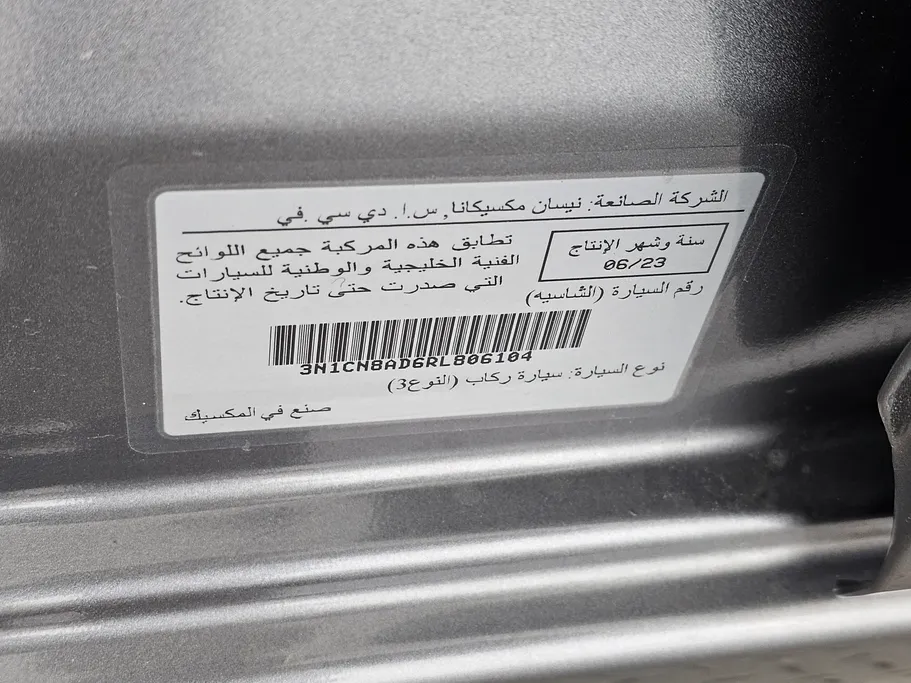 الشركة الصانعة: نيسان مكسيكانا, س.ا. دي سي .في
سنة وشهر الإنتاج
06/23
تطابق هذه المركبة جميع اللوائح
الفنية الخليجية والوطنية للسيارات
التي صدرت حتى تاريخ الإنتاج.
رقم السيارة (الشاسيه)
3N1CN8AD6RL806104
نوع السيارة: سيارة ركاب (النوع3)
صنع في المكسيك